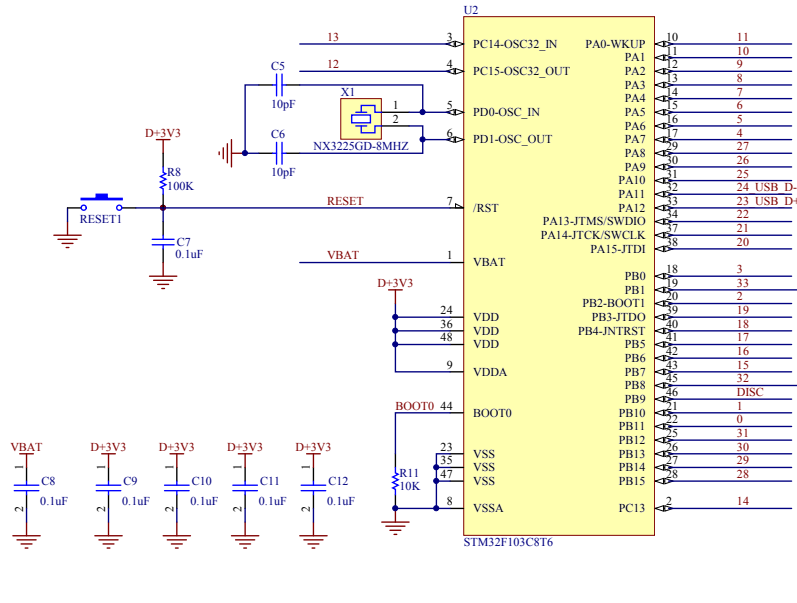 U2
13 3 PC14-OSC32_IN PA0-WKUP 10 11
PA1 11 10
12 4 PC15-OSC32_OUT PA2 12 9
C5 PA3 13 8
X1 PA4 14 7
10pF 1 5 PD0-OSC_IN PA5 15 6
2 PA6 16 5
D+3V3 C6 6 PD1-OSC_OUT PA7 17 4
NX3225GD-8MHZ PA8 29 27
PA9 30 26
R8 10pF PA10 31 25
100K PA11 32 24 USB_D-
RESET 7 /RST PA12 33 23 USB_D+
RESET1 PA13-JTMS/SWDIO 34 22
C7 PA14-JTCK/SWCLK 37 21
0.1uF PA15-JTDI 38 20
VBAT 1 VBAT
PB0 18 3
D+3V3 PB1 19 33
PB2-BOOT1 20 2
24 VDD PB3-JTDO 39 19
36 VDD PB4-JNTRST 40 18
48 VDD PB5 41 17
PB6 42 16
9 VDDA PB7 43 15
PB8 45 32
PB9 46 DISC
BOOT0 44 BOOT0 PB10 21 1
PB11 22 0
PB12 25 31
VBAT D+3V3 D+3V3 D+3V3 D+3V3 23 VSS PB13 26 30
1 1 1 1 1 35 VSS PB14 27 29
C8 C9 C10 C11 C12 R11 47 VSS PB15 28 28
0.1uF 0.1uF 0.1uF 0.1uF 0.1uF 10K
2 2 2 2 2 8 VSSA PC13 2 14
STM32F103C8T6